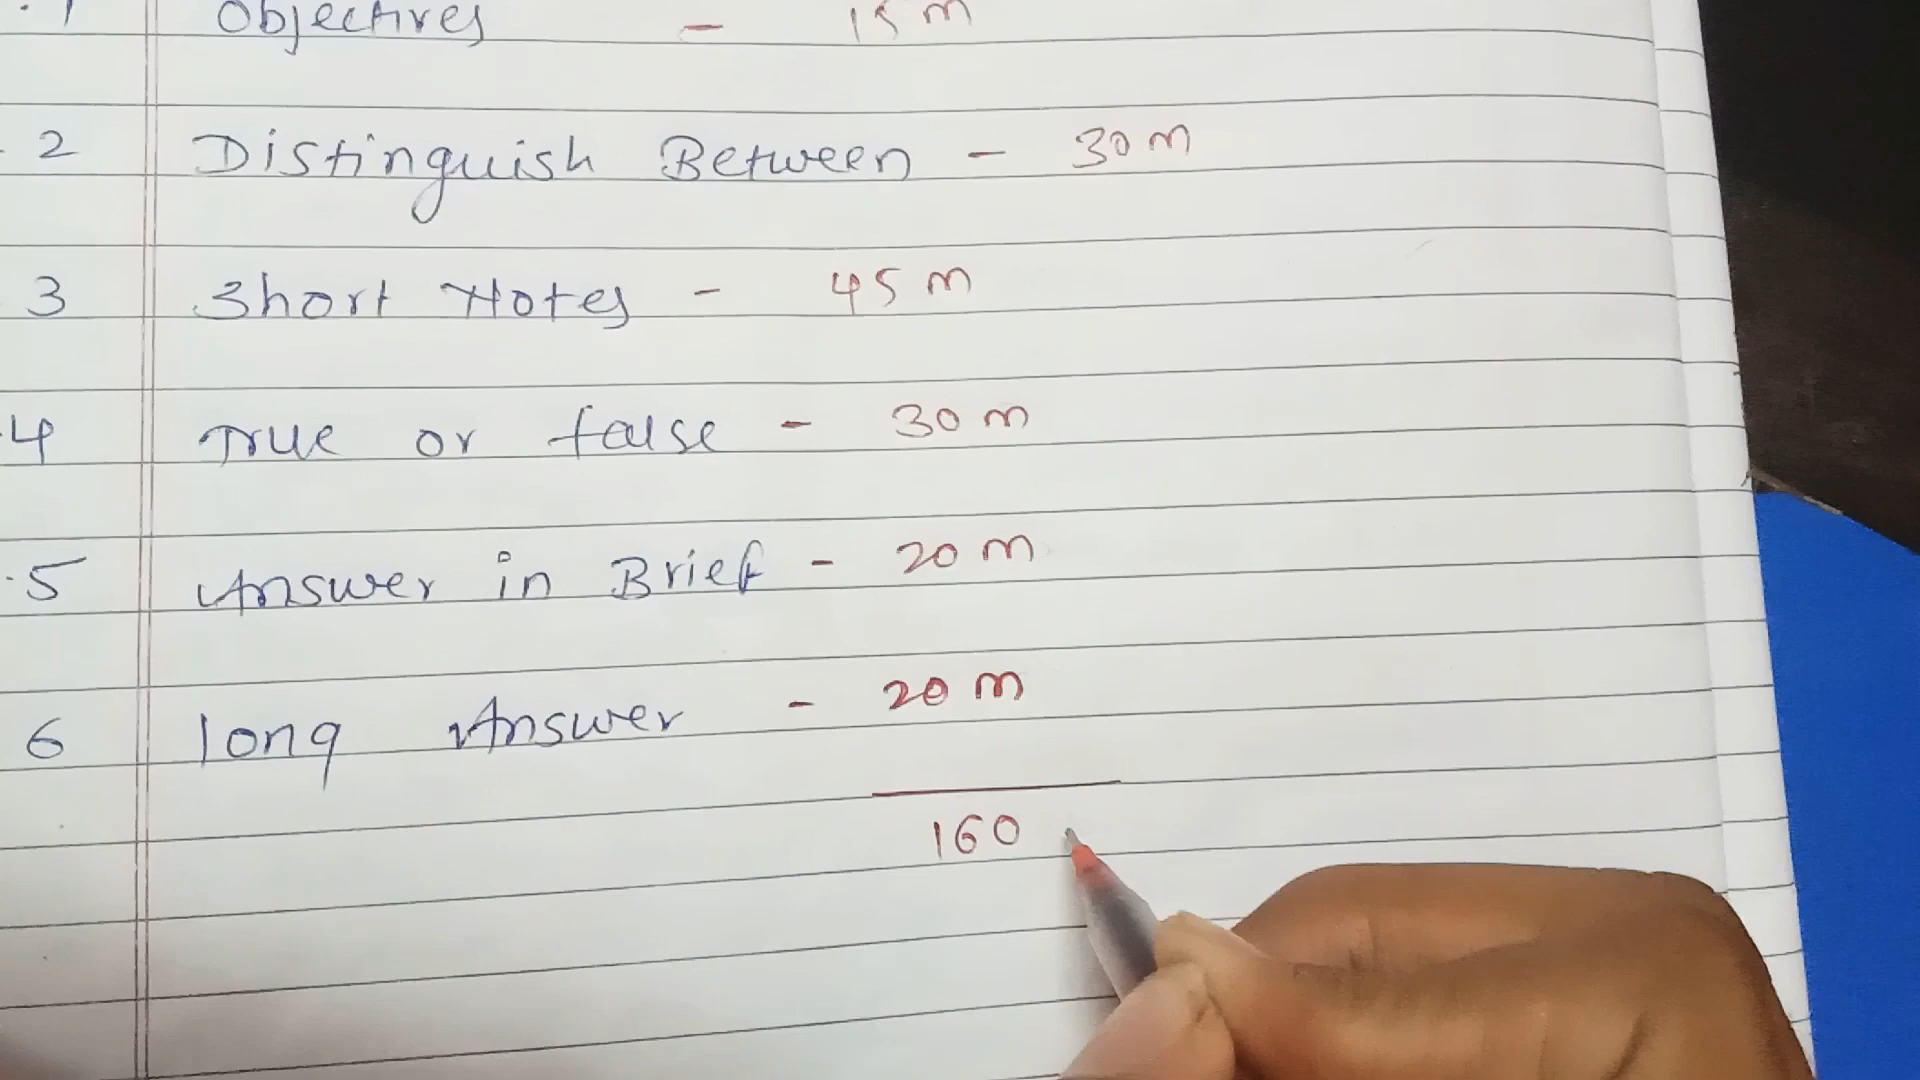 .1 Objectives - 15 m
.2 Distinguish Between - 30 m
.3 Short Notes - 45 m
.4 True or false - 30 m
.5 Answer in Brief - 20 m
6 long Answer - 20 m
160